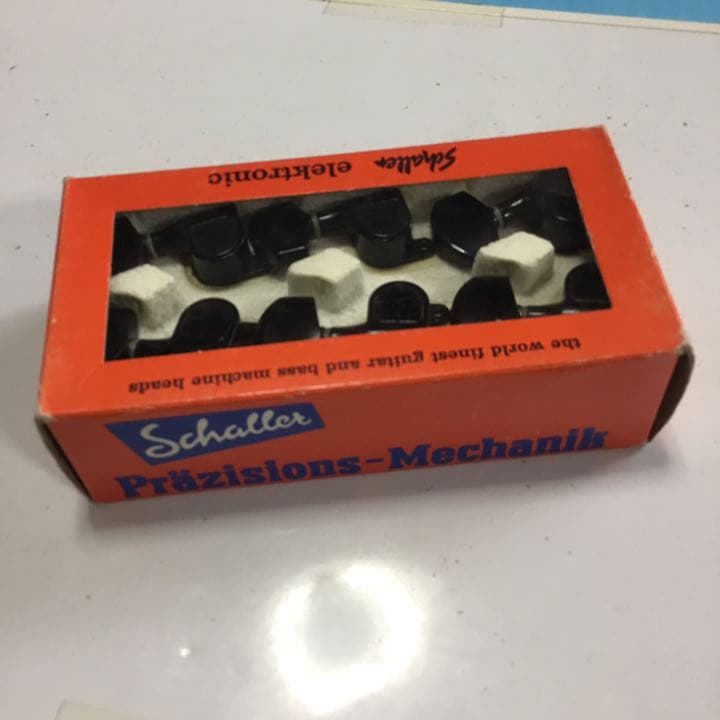 Schaller elektronic
the world finest guitar and bass machine heads
Schaller
Präzisions-Mechanik